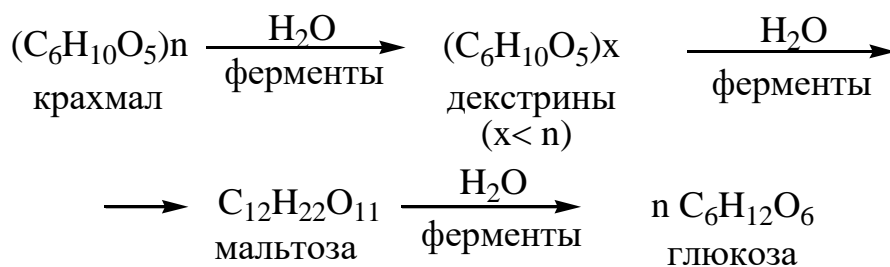 (C₆H₁₀O₅)n H₂O (C₆H₁₀O₅)x H₂O
крахмал ферменты декстрины ферменты
(x< n)
C₁₂H₂₂O₁₁ H₂O n C₆H₁₂O₆
мальтоза ферменты глюкоза